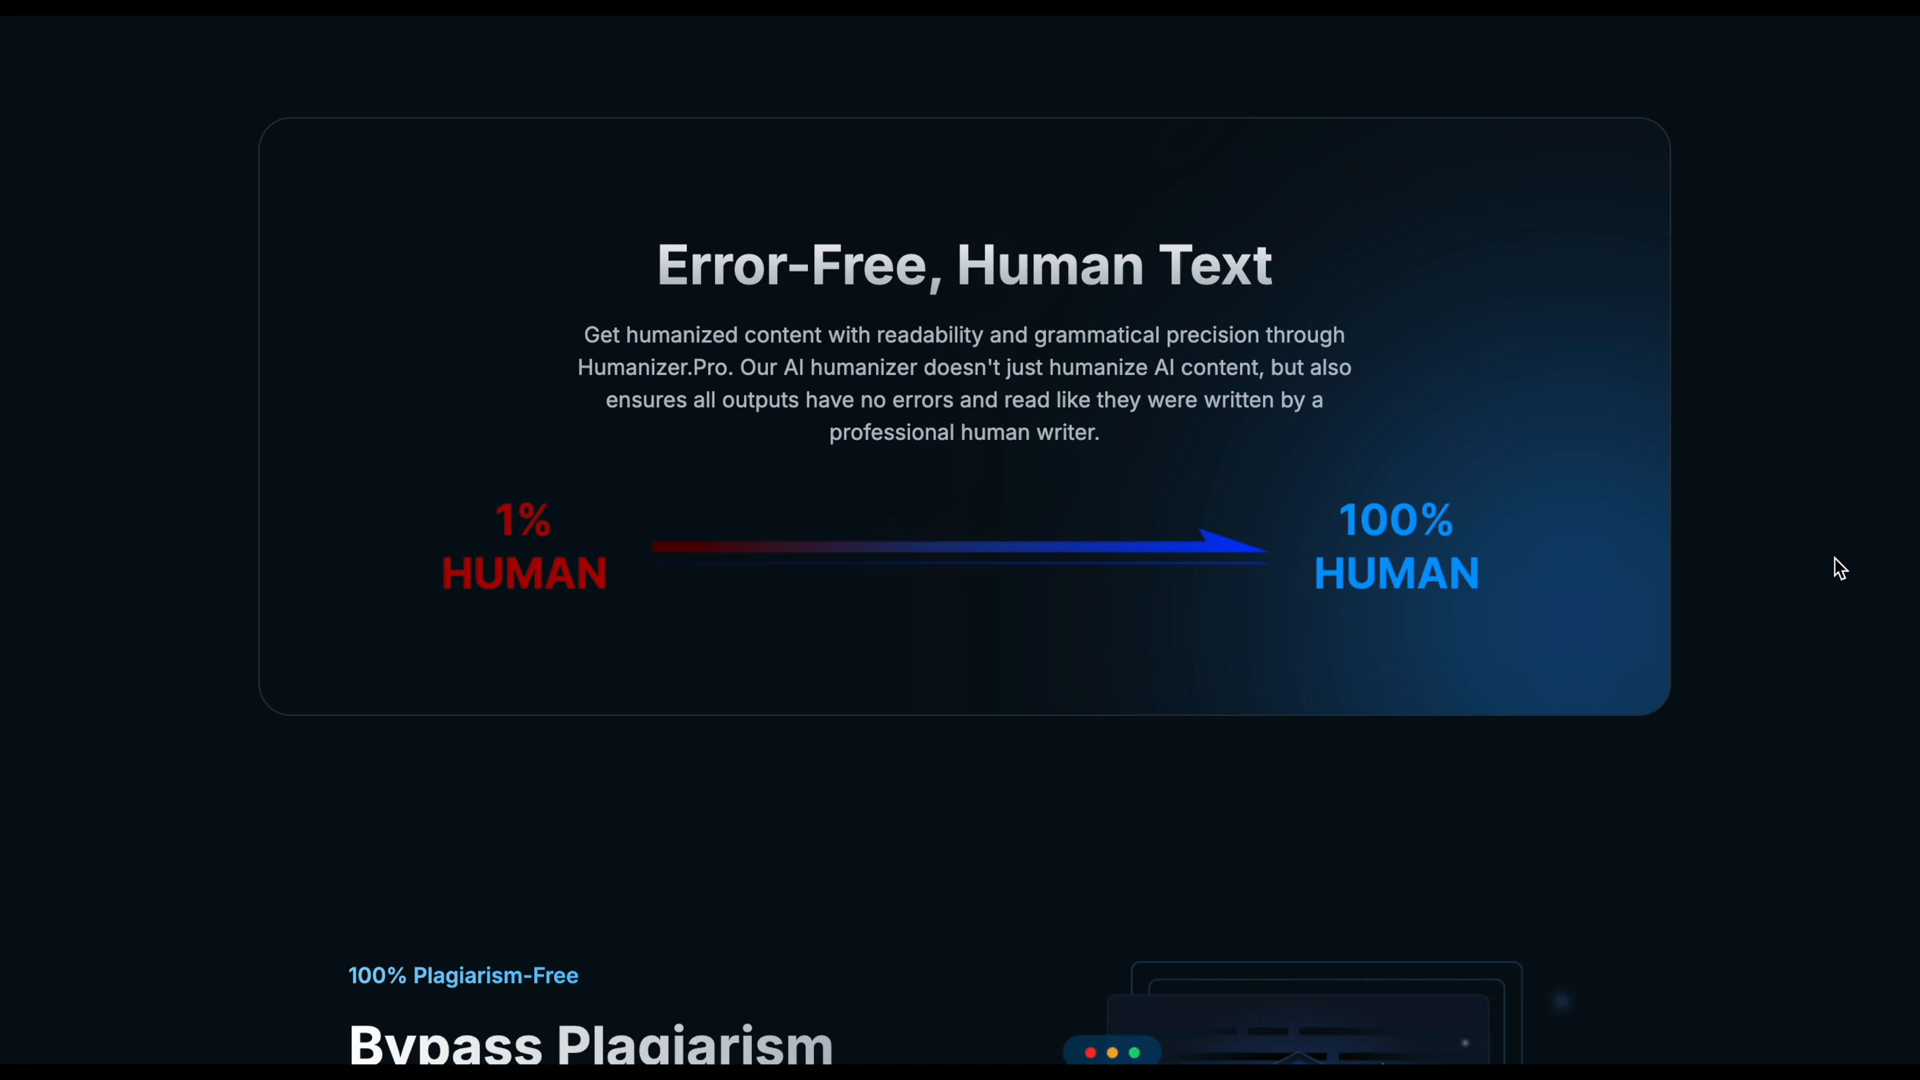 Error-Free, Human Text
Get humanized content with readability and grammatical precision through
Humanizer.Pro. Our AI humanizer doesn't just humanize AI content, but also
ensures all outputs have no errors and read like they were written by a
professional human writer.
1%
HUMAN
100%
HUMAN
100% Plagiarism-Free
Bypass Plagiarism